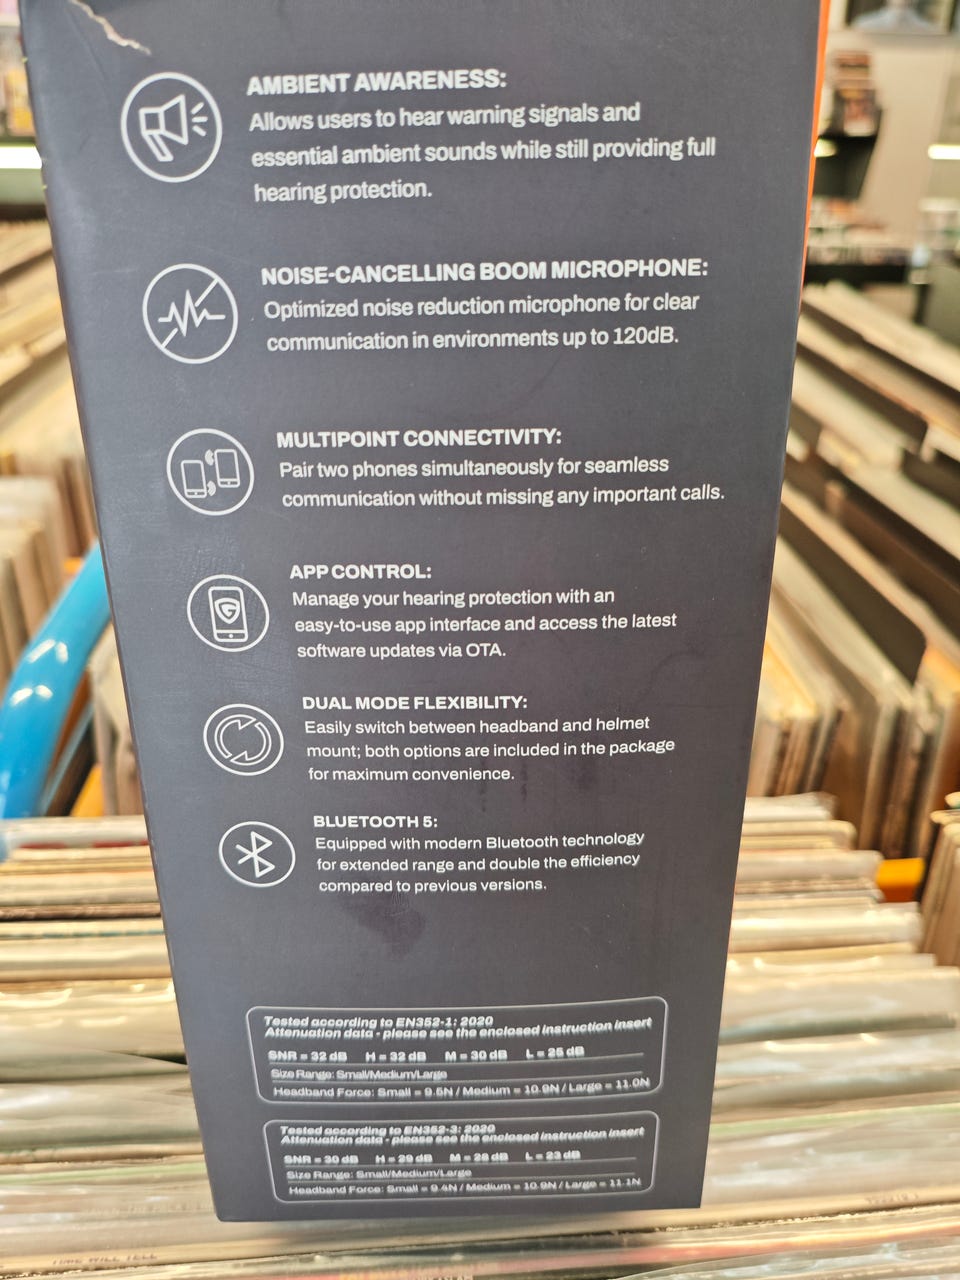 AMBIENT AWARENESS:
Allows users to hear warning signals and
essential ambient sounds while still providing full
hearing protection.
NOISE-CANCELLING BOOM MICROPHONE:
Optimized noise reduction microphone for clear
communication in environments up to 120dB.
MULTIPOINT CONNECTIVITY:
Pair two phones simultaneously for seamless
communication without missing any important calls.
APP CONTROL:
Manage your hearing protection with an
easy-to-use app interface and access the latest
software updates via OTA.
DUAL MODE FLEXIBILITY:
Easily switch between headband and helmet
mount; both options are included in the package
for maximum convenience.
BLUETOOTH 5:
Equipped with modern Bluetooth technology
for extended range and double the efficiency
compared to previous versions.
Tested according to EN352-1: 2020
Attenuation data - please see the enclosed instruction insert
SNR = 32 dB H = 32 dB M = 30 dB L = 25 dB
Size Range: Small/Medium/Large
Headband Force: Small = 9.5N / Medium = 10.9N / Large = 11.0N
Tested according to EN352-3: 2020
Attenuation data - please see the enclosed instruction insert
SNR = 30 dB H = 29 dB M = 28 dB L = 23 dB
Size Range: Small/Medium/Large
Headband Force: Small = 9.4N / Medium = 10.9N / Large = 11.1N
TIME WILL TELL